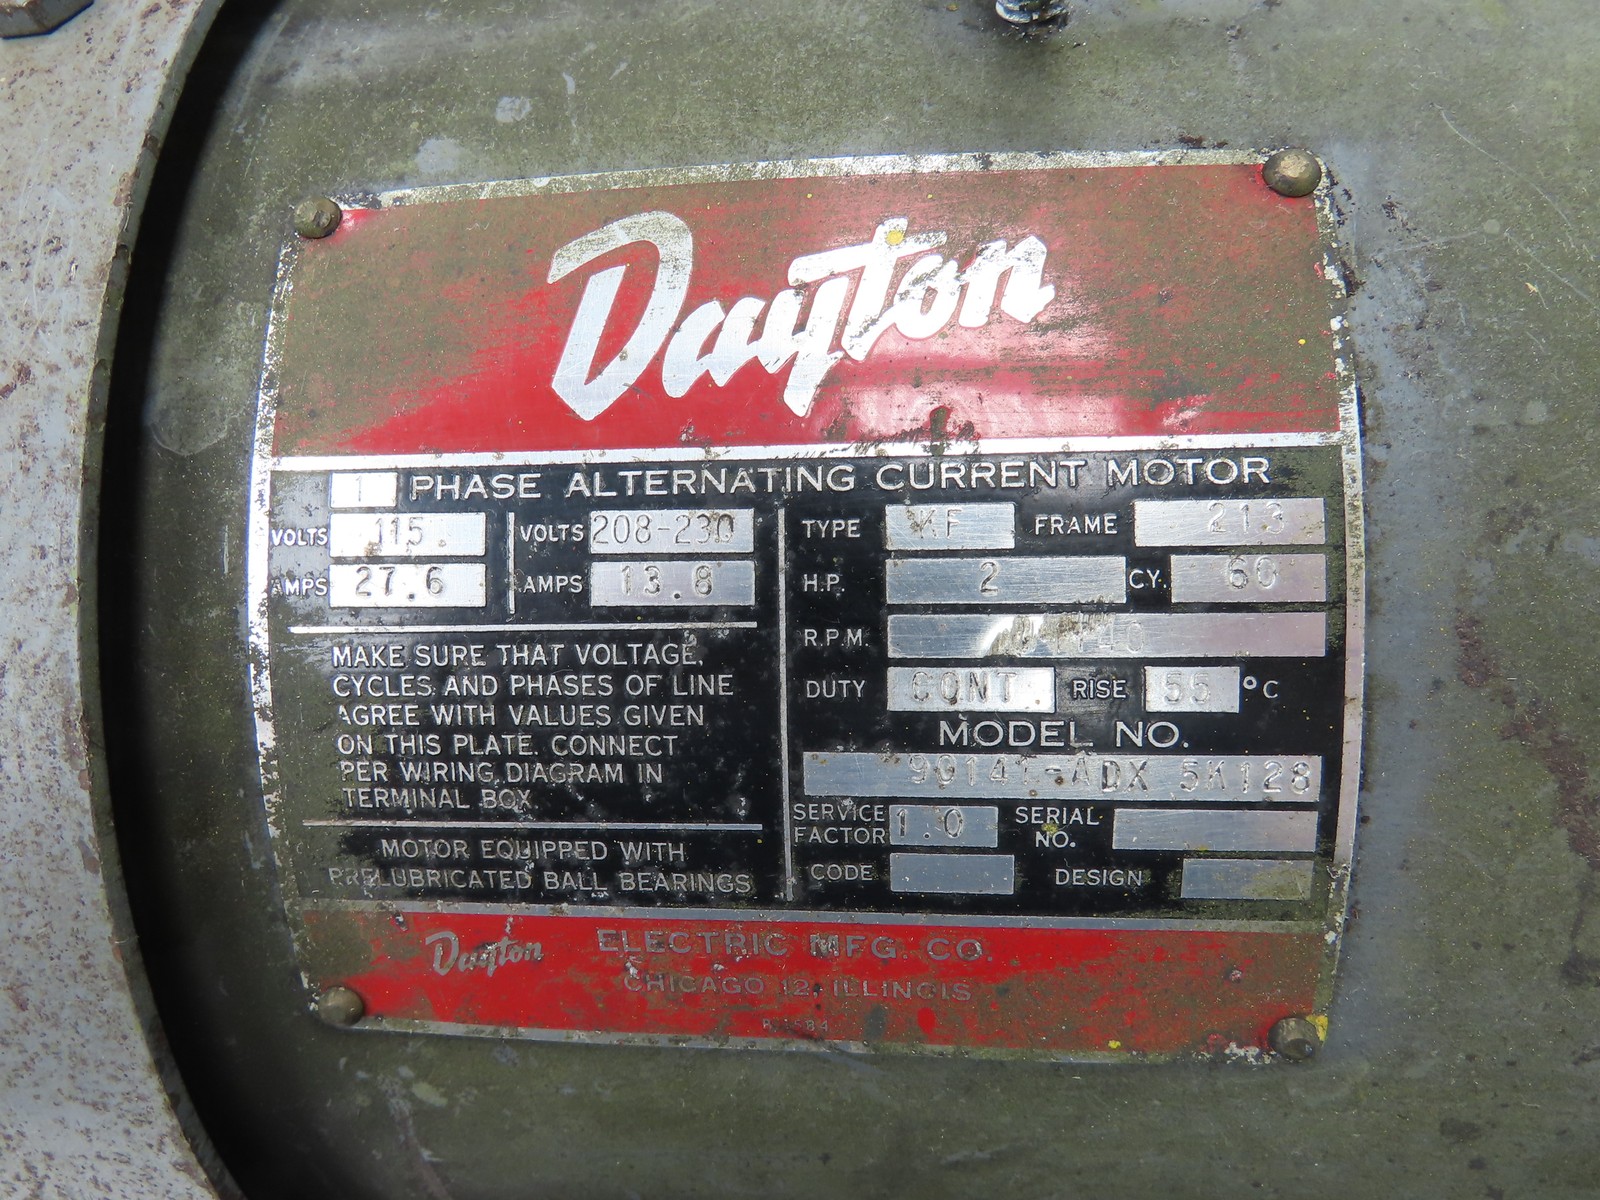 Dayton
1 PHASE ALTERNATING CURRENT MOTOR
VOLTS 115 VOLTS 208-230 TYPE KF FRAME 213
AMPS 27.6 AMPS 13.8 H.P. 2 CY. 60
R.P.M.
DUTY CONT. RISE 55 °C
MODEL NO.
5K128
SERVICE FACTOR 1.0 SERIAL NO.
CODE DESIGN
MAKE SURE THAT VOLTAGE,
CYCLES AND PHASES OF LINE
AGREE WITH VALUES GIVEN
ON THIS PLATE. CONNECT
PER WIRING DIAGRAM IN
TERMINAL BOX
MOTOR EQUIPPED WITH
PRELUBRICATED BALL BEARINGS
Dayton ELECTRIC MFG. CO.
CHICAGO 12, ILLINOIS